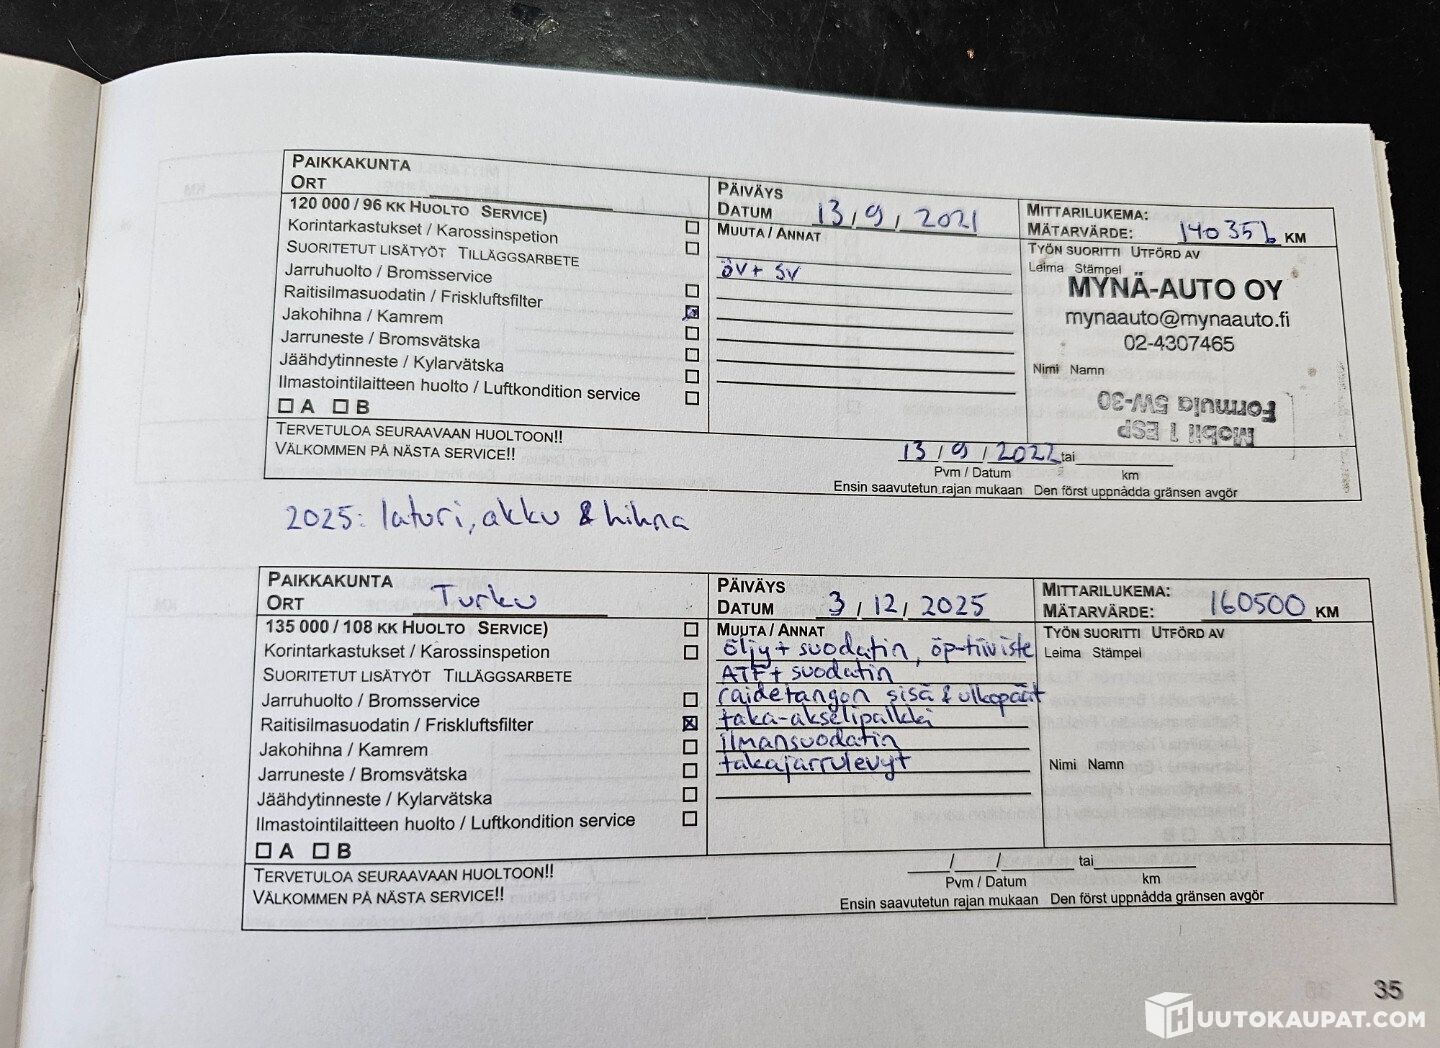 PAIKKAKUNTA
ORT
PÄIVÄYS
DATUM 13 / 9 / 2021
MITTARILUKEMA:
MÄTARVÄRDE: 140356 KM
120 000 / 96 KK HUOLTO SERVICE)
Korintarkastukset / Karossinspetion
SUORITETUT LISÄTYÖT TILLÄGGSARBETE
Jarruhuolto / Bromsservice
Raitisilmasuodatin / Friskluftsfilter
Jakohihna / Kamrem
Jarruneste / Bromsvätska
Jäähdytinneste / Kylarvätska
Ilmastointilaitteen huolto / Luftkondition service
A B
MUUTA / ANNAT
öv+ sv
TYÖN SUORITTI UTFÖRD AV
Leima Stämpel
MYNÄ-AUTO OY
mynaauto@mynaauto.fi
02-4307465
Nimi Namn
Mobil 1 ESP
Formula 5W-30
TERVETULOA SEURAAVAAN HUOLTOON!!
VÄLKOMMEN PÅ NÄSTA SERVICE!!
13 / 9 / 2022 tai
Pvm / Datum km
Ensin saavutetun rajan mukaan Den först uppnådda gränsen avgör
2025: laturi, akku & hihna
PAIKKAKUNTA
ORT Turku
PÄIVÄYS
DATUM 3 / 12 / 2025
MITTARILUKEMA:
MÄTARVÄRDE: 160500 KM
135 000 / 108 KK HUOLTO SERVICE)
Korintarkastukset / Karossinspetion
SUORITETUT LISÄTYÖT TILLÄGGSARBETE
Jarruhuolto / Bromsservice
Raitisilmasuodatin / Friskluftsfilter
Jakohihna / Kamrem
Jarruneste / Bromsvätska
Jäähdytinneste / Kylarvätska
Ilmastointilaitteen huolto / Luftkondition service
A B
MUUTA / ANNAT
öljy + suodatin, öp-tiiviste
ATF + suodatin
raidetangon sisä & ulkopäät
taka-akselipalkki
ilmansuodatin
takajarrulevyt
TYÖN SUORITTI UTFÖRD AV
Leima Stämpel
Nimi Namn
TERVETULOA SEURAAVAAN HUOLTOON!!
VÄLKOMMEN PÅ NÄSTA SERVICE!!
/ / tai
Pvm / Datum km
Ensin saavutetun rajan mukaan Den först uppnådda gränsen avgör
35
HUUTOKAUPAT.COM